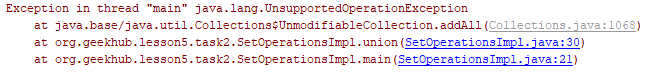 Exception in thread "main" java.lang.UnsupportedOperationException
at java.base/java.util.Collections$UnmodifiableCollection.addAll(Collections.java:1068)
at org.geekhub.lesson5.task2.SetOperationsImpl.union(SetOperationsImpl.java:30)
at org.geekhub.lesson5.task2.SetOperationsImpl.main(SetOperationsImpl.java:21)